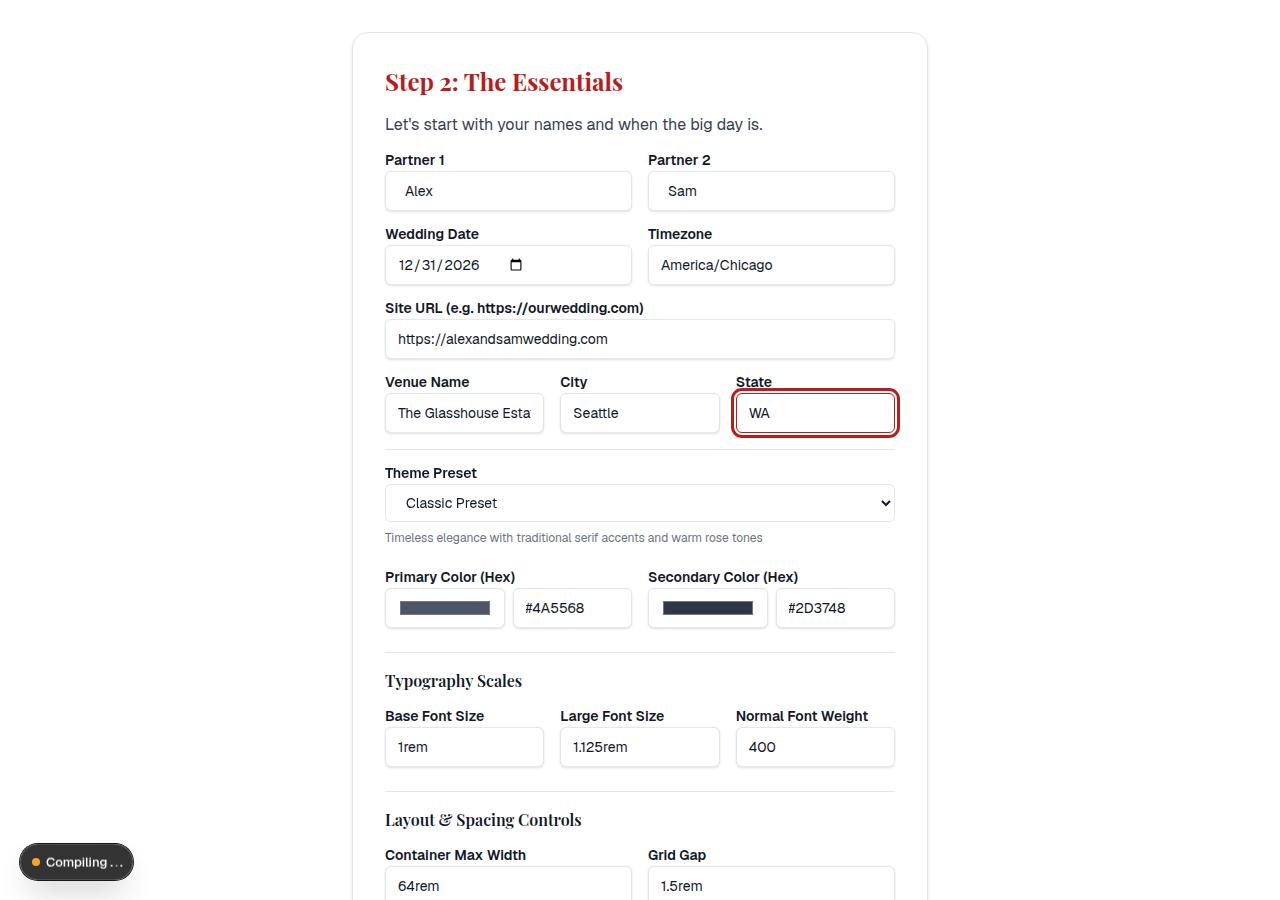 Step 2: The Essentials
Let's start with your names and when the big day is.
Partner 1 Partner 2
Alex Sam
Wedding Date Timezone
12/31/2026 America/Chicago
Site URL (e.g. https://ourwedding.com)
https://alexandsamwedding.com
Venue Name City State
The Glasshouse Esta Seattle WA
Theme Preset
Classic Preset
Timeless elegance with traditional serif accents and warm rose tones
Primary Color (Hex) Secondary Color (Hex)
#4A5568 #2D3748
Typography Scales
Base Font Size Large Font Size Normal Font Weight
1rem 1.125rem 400
Layout & Spacing Controls
Container Max Width Grid Gap
64rem 1.5rem
Compiling ...